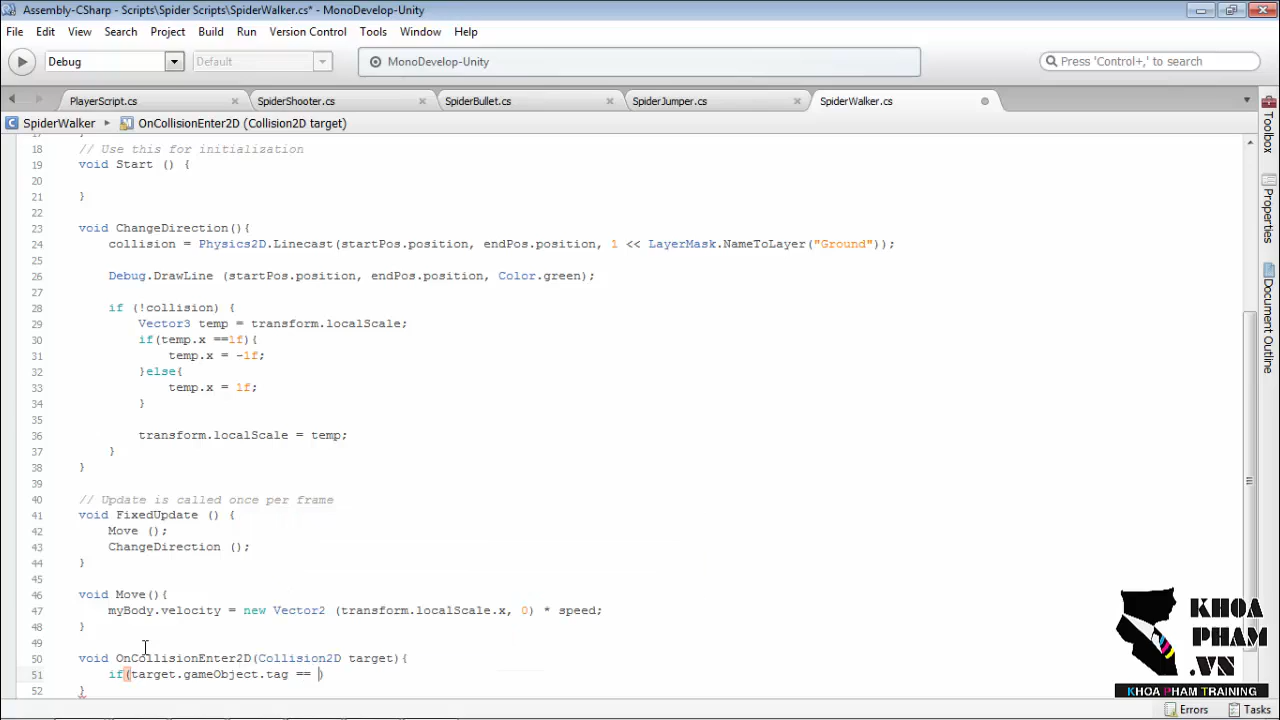 Assembly-CSharp - Scripts\Spider Scripts\SpiderWalker.cs* - MonoDevelop-Unity
File Edit View Search Project Build Run Version Control Tools Window Help
Debug Default MonoDevelop-Unity Press 'Control+,' to search
PlayerScript.cs SpiderShooter.cs SpiderBullet.cs SpiderJumper.cs SpiderWalker.cs
SpiderWalker OnCollisionEnter2D (Collision2D target)
17 }
18 // Use this for initialization
19 void Start () {
20
21 }
22
23 void ChangeDirection(){
24 collision = Physics2D.Linecast(startPos.position, endPos.position, 1 << LayerMask.NameToLayer("Ground"));
25
26 Debug.DrawLine (startPos.position, endPos.position, Color.green);
27
28 if (!collision) {
29 Vector3 temp = transform.localScale;
30 if(temp.x ==1f){
31 temp.x = -1f;
32 }else{
33 temp.x = 1f;
34 }
35
36 transform.localScale = temp;
37 }
38 }
39
40 // Update is called once per frame
41 void FixedUpdate () {
42 Move ();
43 ChangeDirection ();
44 }
45
46 void Move(){
47 myBody.velocity = new Vector2 (transform.localScale.x, 0) * speed;
48 }
49
50 void OnCollisionEnter2D(Collision2D target){
51 if(target.gameObject.tag == )
52 }
Toolbox
Properties
Document Outline
KHOA
PHAM
.VN
KHOA PHAM TRAINING
Errors Tasks